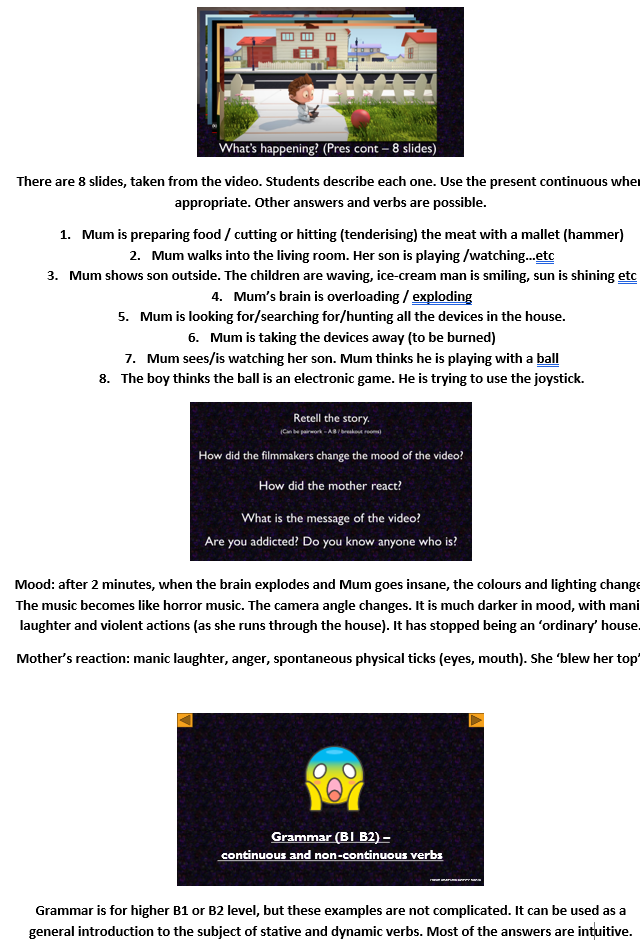 What's happening? (Pres cont – 8 slides)
There are 8 slides, taken from the video. Students describe each one. Use the present continuous
appropriate. Other answers and verbs are possible.
1. Mum is preparing food / cutting or hitting (tenderising) the meat with a mallet (hammer)
2. Mum walks into the living room. Her son is playing /watching...etc
3. Mum shows son outside. The children are waving, ice-cream man is smiling, sun is shining etc
4. Mum's brain is overloading / exploding
5. Mum is looking for/searching for/hunting all the devices in the house.
6. Mum is taking the devices away (to be burned)
7. Mum sees/is watching her son. Mum thinks he is playing with a ball
8. The boy thinks the ball is an electronic game. He is trying to use the joystick.
Retell the story.
(Can be pairwork – AB / breakout rooms)
How did the filmmakers change the mood of the video?
How did the mother react?
What is the message of the video?
Are you addicted? Do you know anyone who is?
Mood: after 2 minutes, when the brain explodes and Mum goes insane, the colours and lighting change
The music becomes like horror music. The camera angle changes. It is much darker in mood, with
laughter and violent actions (as she runs through the house). It has stopped being an 'ordinary' house.
Mother's reaction: manic laughter, anger, spontaneous physical ticks (eyes, mouth). She 'blew her top'
Grammar (B1 B2) –
continuous and non-continuous verbs
Grammar is for higher B1 or B2 level, but these examples are not complicated. It can be used as a
general introduction to the subject of stative and dynamic verbs. Most of the answers are intuitive.